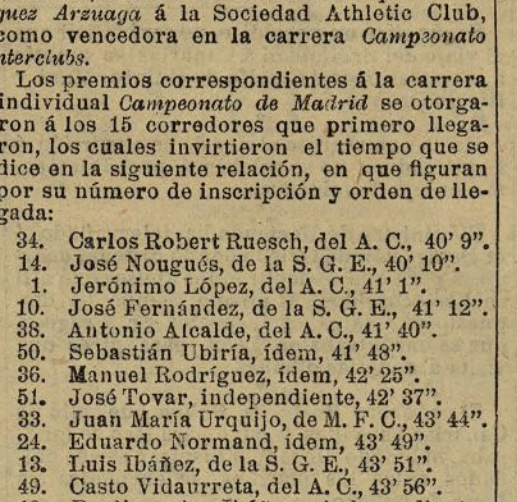 guez Arzuaga á la Sociedad Athletic Club,
como vencedora en la carrera Campeonato
nterclubs.
Los premios correspondientes á la carrera
individual Campeonato de Madrid se otorga-
ron á los 15 corredores que primero llega-
ron, los cuales invirtieron el tiempo que se
dice en la siguiente relación, en que figuran
por su número de inscripción y orden de lle-
gada:
34. Carlos Robert Ruesch, del A. C., 40' 9".
14. José Nougués, de la S. G. E., 40' 10".
1. Jerónimo López, del A. C., 41' 1".
10. José Fernández, de la S. G. E., 41' 12".
38. Antonio Alcalde, del A. C., 41' 40".
50. Sebastián Ubiría, ídem, 41' 48".
36. Manuel Rodríguez, ídem, 42' 25".
51. José Tovar, independiente, 42' 37".
33. Juan María Urquijo, de M. F. C., 43' 44".
24. Eduardo Normand, ídem, 43' 49".
13. Luis Ibáñez, de la S. G. E., 43' 51".
49. Casto Vidaurreta, del A. C., 43' 56".